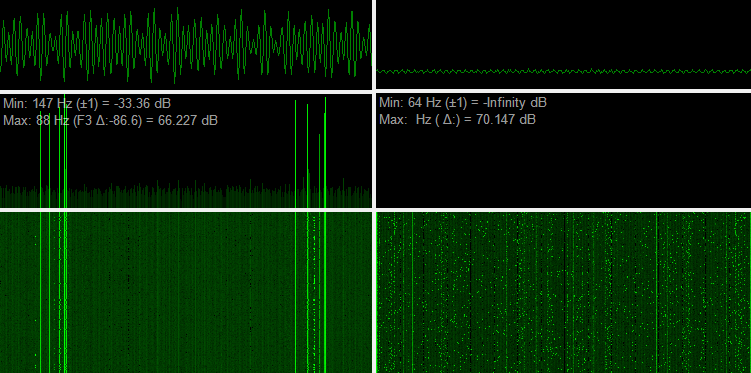 Min: 147 Hz (±1) = -33.36 dB
Max: 88 Hz (F3 Δ:-86.6) = 66.227 dB
Min: 64 Hz (±1) = -Infinity dB
Max:  Hz ( Δ:) = 70.147 dB